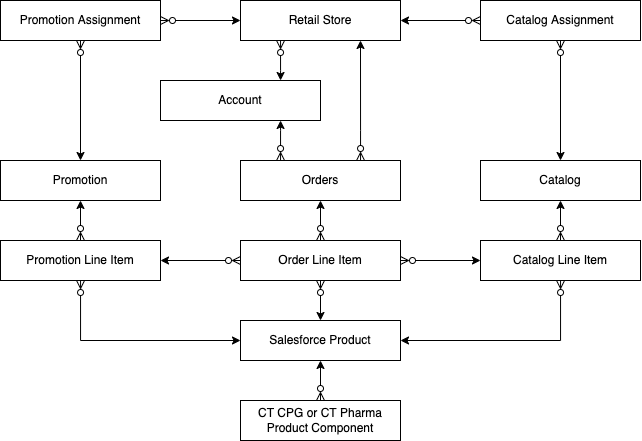 Promotion Assignment
Retail Store
Catalog Assignment
Account
Promotion
Orders
Catalog
Promotion Line Item
Order Line Item
Catalog Line Item
Salesforce Product
CT CPG or CT Pharma
Product Component